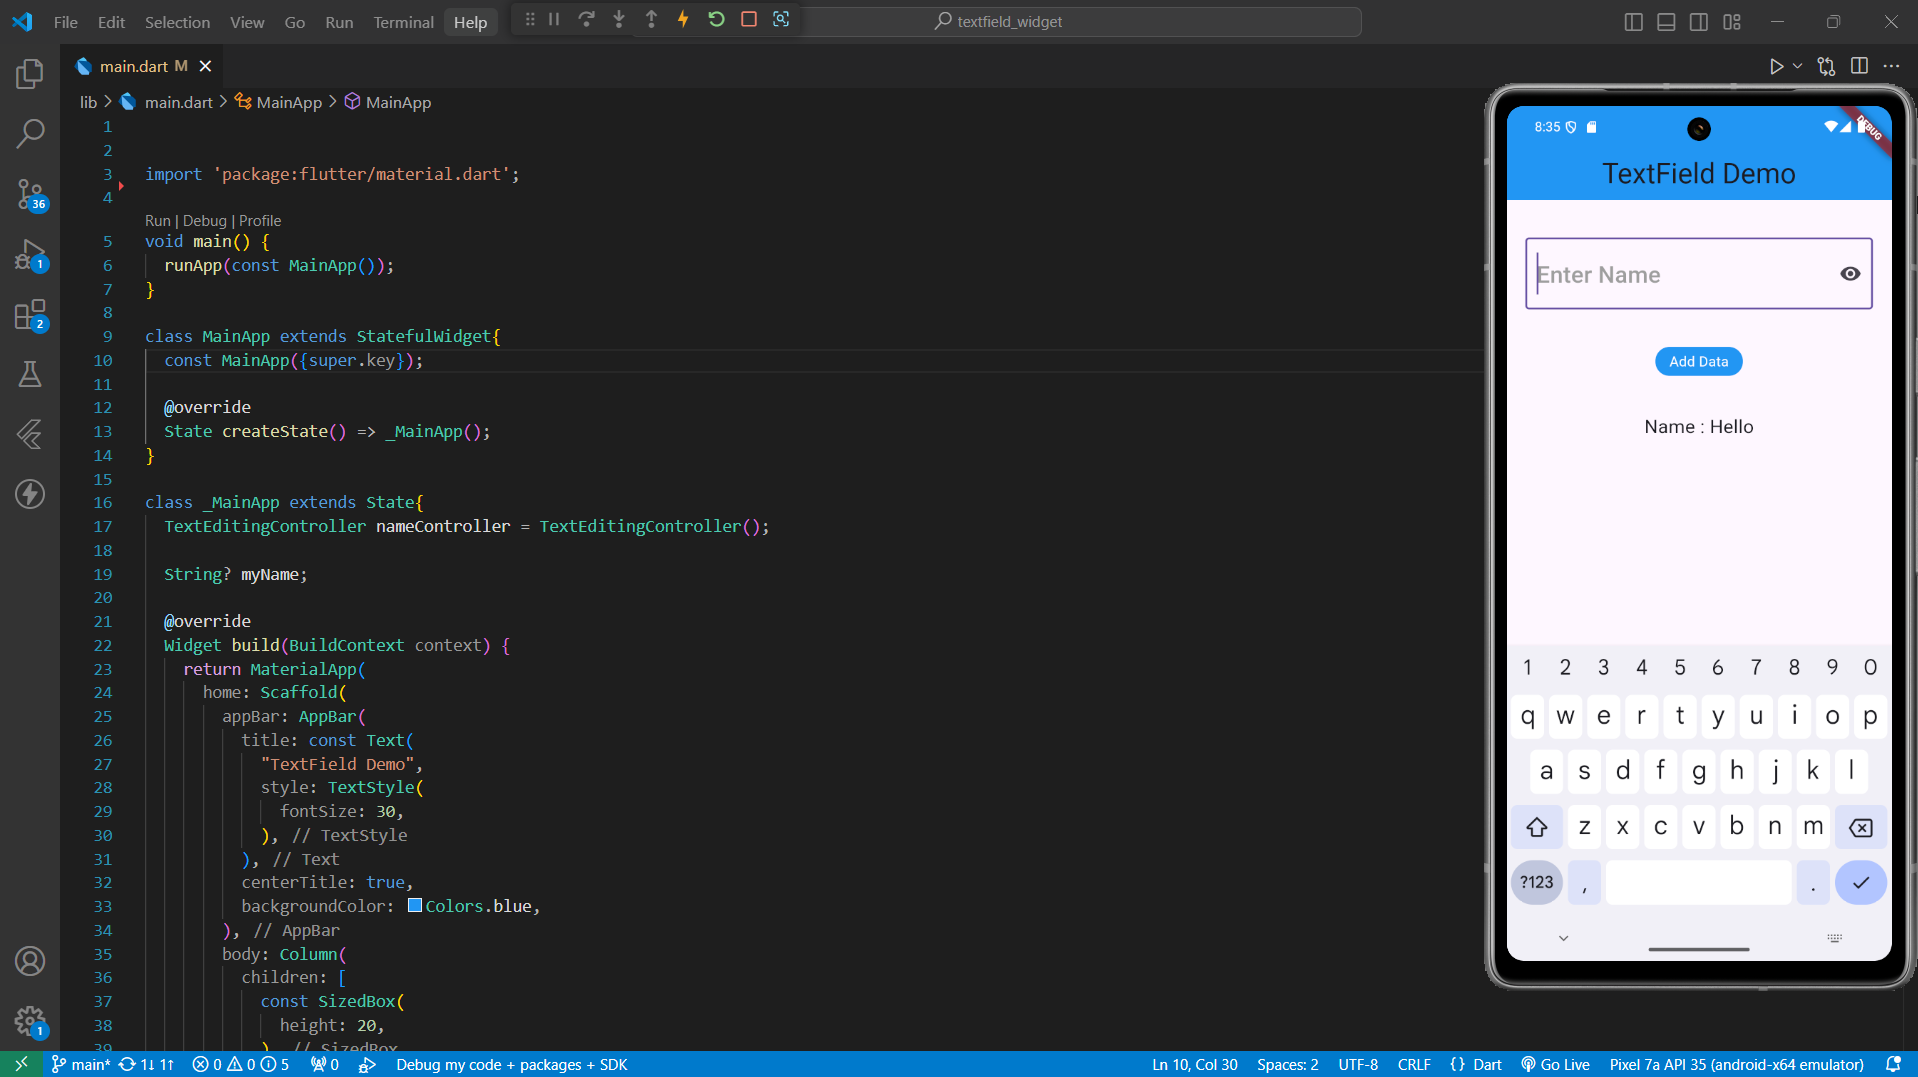 File Edit Selection View Go Run Terminal Help
textfield_widget
main.dart M
lib > main.dart > MainApp > MainApp
1
2
3 import 'package:flutter/material.dart';
4
Run | Debug | Profile
5 void main() {
6 runApp(const MainApp());
7 }
8
9 class MainApp extends StatefulWidget{
10 const MainApp({super.key});
11
12 @override
13 State createState() => _MainApp();
14 }
15
16 class _MainApp extends State{
17 TextEditingController nameController = TextEditingController();
18
19 String? myName;
20
21 @override
22 Widget build(BuildContext context) {
23 return MaterialApp(
24 home: Scaffold(
25 appBar: AppBar(
26 title: const Text(
27 "TextField Demo",
28 style: TextStyle(
29 fontSize: 30,
30 ), // TextStyle
31 ), // Text
32 centerTitle: true,
33 backgroundColor: Colors.blue,
34 ), // AppBar
35 body: Column(
36 children: [
37 const SizedBox(
38 height: 20,
39 ), // SizedBox
36
1
2
1
8:35
DEBUG
TextField Demo
Enter Name
Add Data
Name : Hello
1 2 3 4 5 6 7 8 9 0
q w e r t y u i o p
a s d f g h j k l
z x c v b n m
?123 , .
main* 1↓ 1↑ 0 0 5 0 Debug my code + packages + SDK
Ln 10, Col 30 Spaces: 2 UTF-8 CRLF {} Dart Go Live Pixel 7a API 35 (android-x64 emulator)